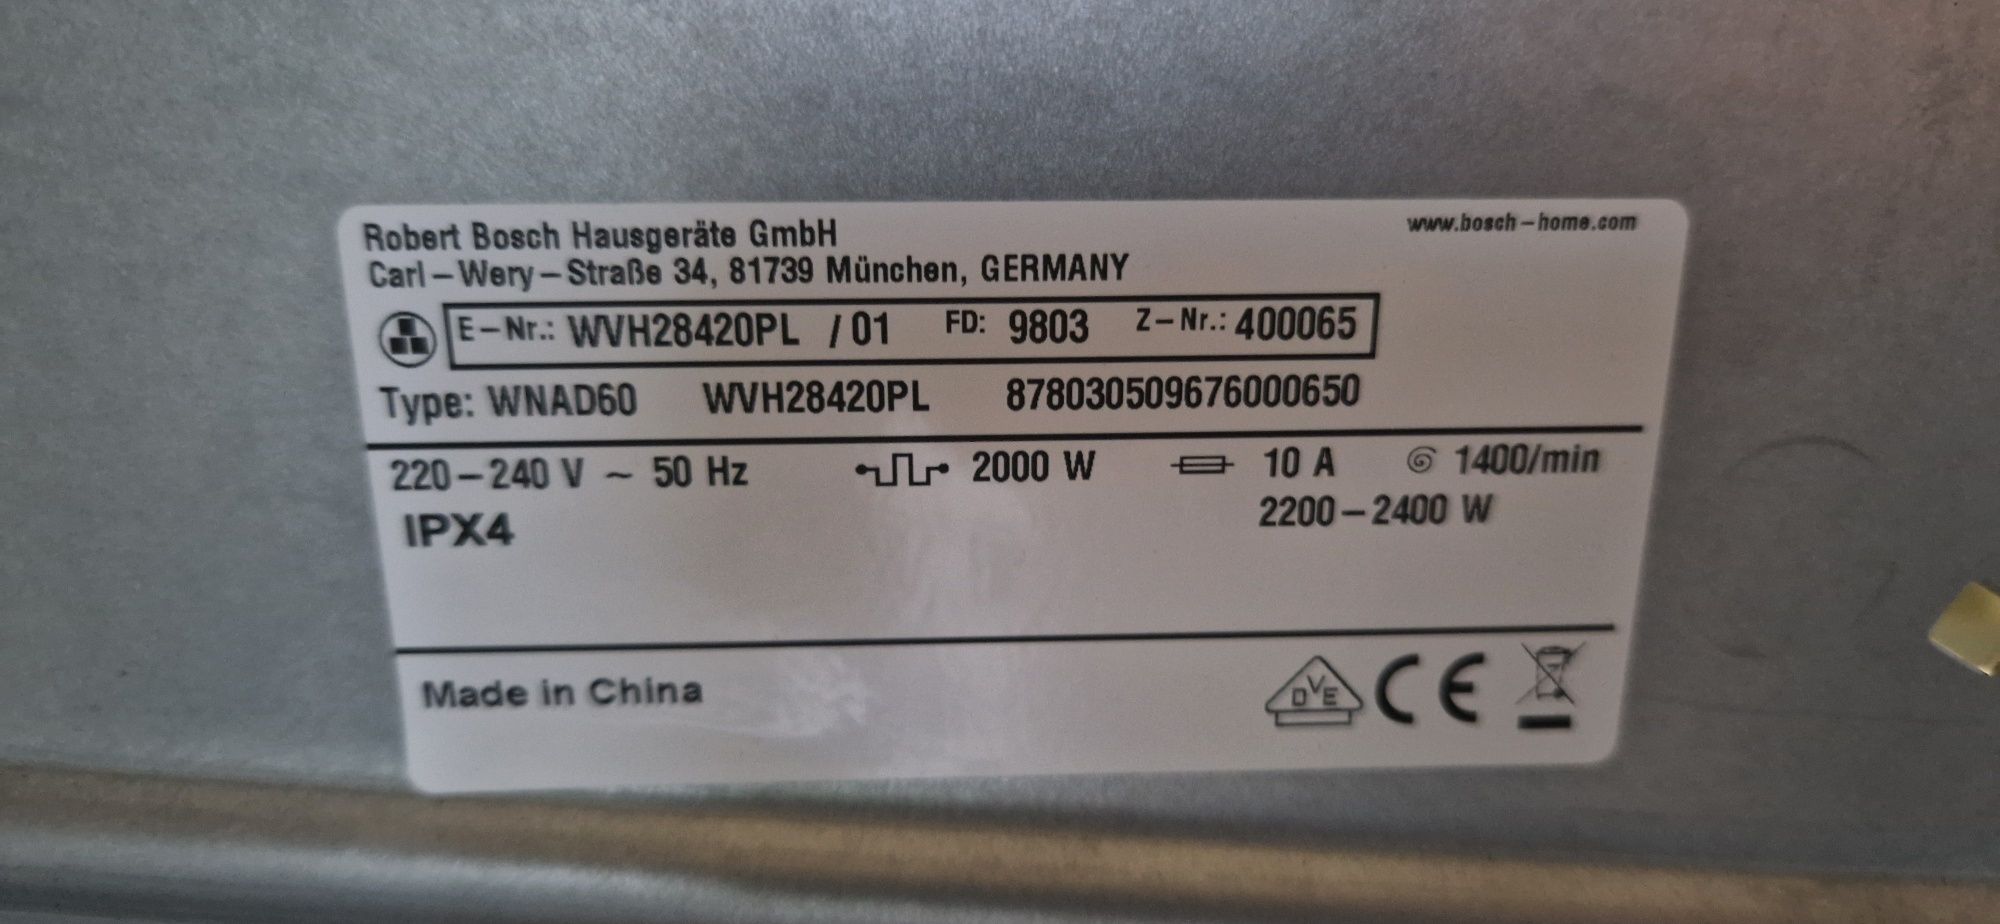 Robert Bosch Hausgeräte GmbH
www.bosch-home.com
Carl-Wery-Straße 34, 81739 München, GERMANY
E-Nr.: WVH28420PL /01 FD: 9803 Z-Nr.: 400065
Type: WNAD60 WVH28420PL 878030509676000650
220-240 V ~ 50 Hz 2000 W 10 A 1400/min
IPX4 2200-2400 W
Made in China
DVE CE